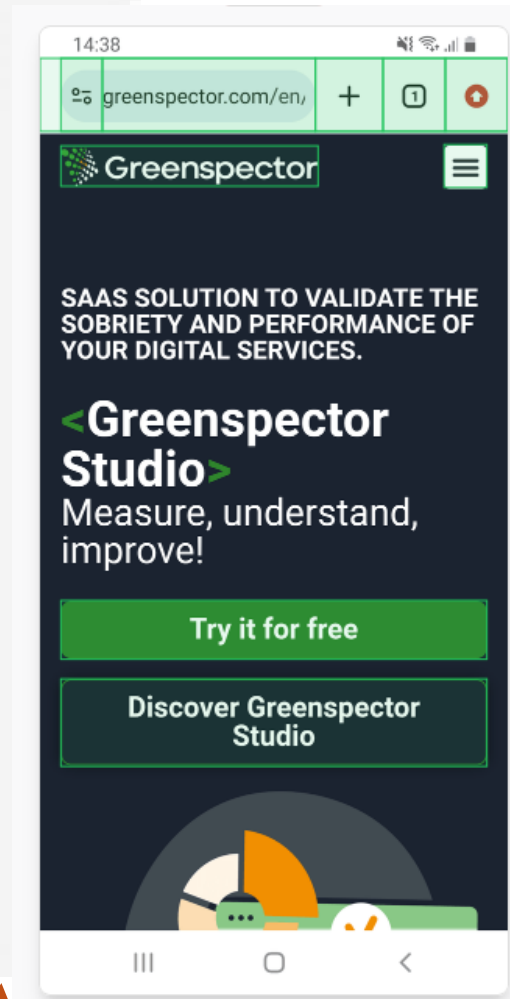 14:38
greenspector.com/en/
1
Greenspector
SAAS SOLUTION TO VALIDATE THE
SOBRIETY AND PERFORMANCE OF
YOUR DIGITAL SERVICES.
<Greenspector
Studio>
Measure, understand,
improve!
Try it for free
Discover Greenspector
Studio